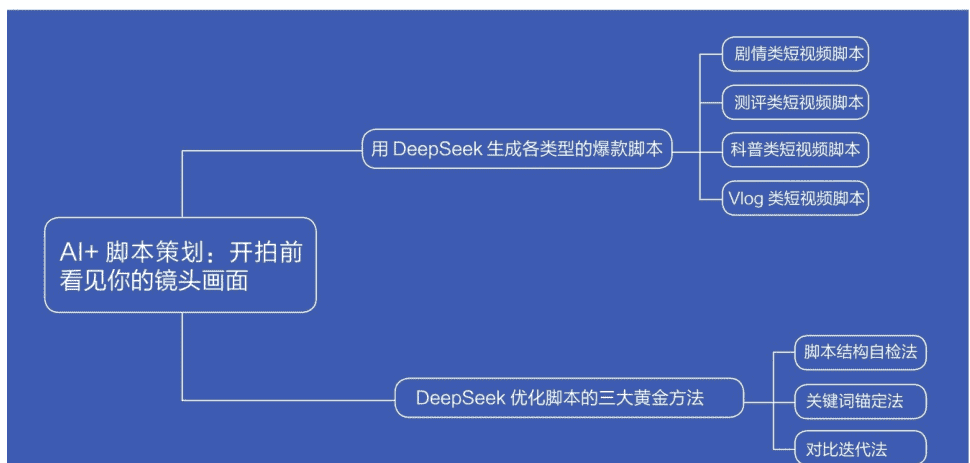 AI+ 脚本策划：开拍前
看见你的镜头画面
用 DeepSeek 生成各类型的爆款脚本
剧情类短视频脚本
测评类短视频脚本
科普类短视频脚本
Vlog 类短视频脚本
DeepSeek 优化脚本的三大黄金方法
脚本结构自检法
关键词锚定法
对比迭代法